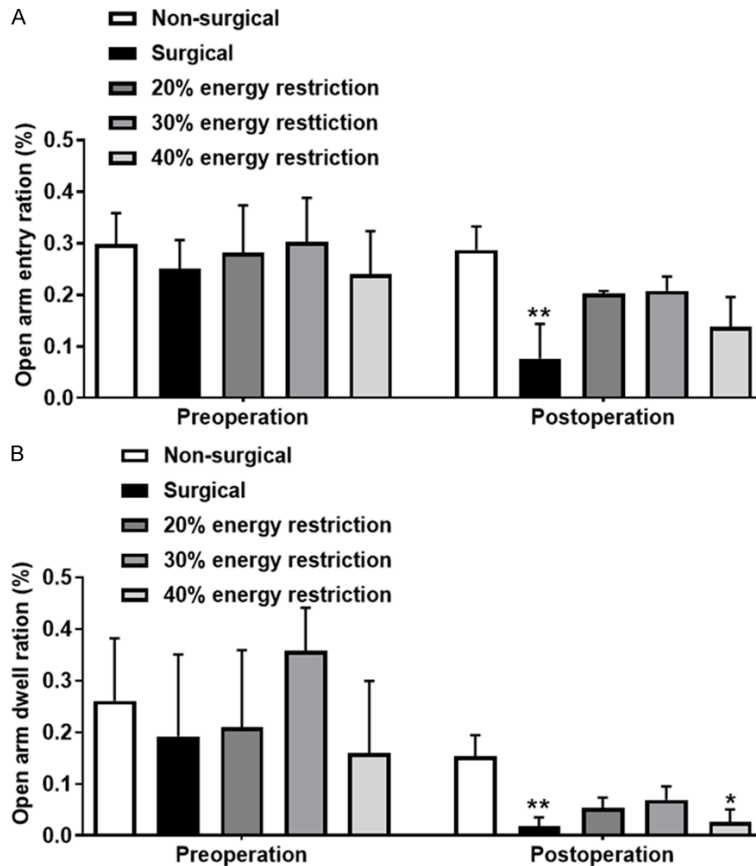 A
Non-surgical
Surgical
20% energy restriction
30% energy resttiction
40% energy restriction
Open arm entry ration (%)
0.5
0.4
0.3
0.2
0.1
0.0
**
Preoperation
Postoperation
B
Non-surgical
Surgical
20% energy restriction
30% energy restriction
40% energy restriction
Open arm dwell ration (%)
0.5
0.4
0.3
0.2
0.1
0.0
**
*
Preoperation
Postoperation